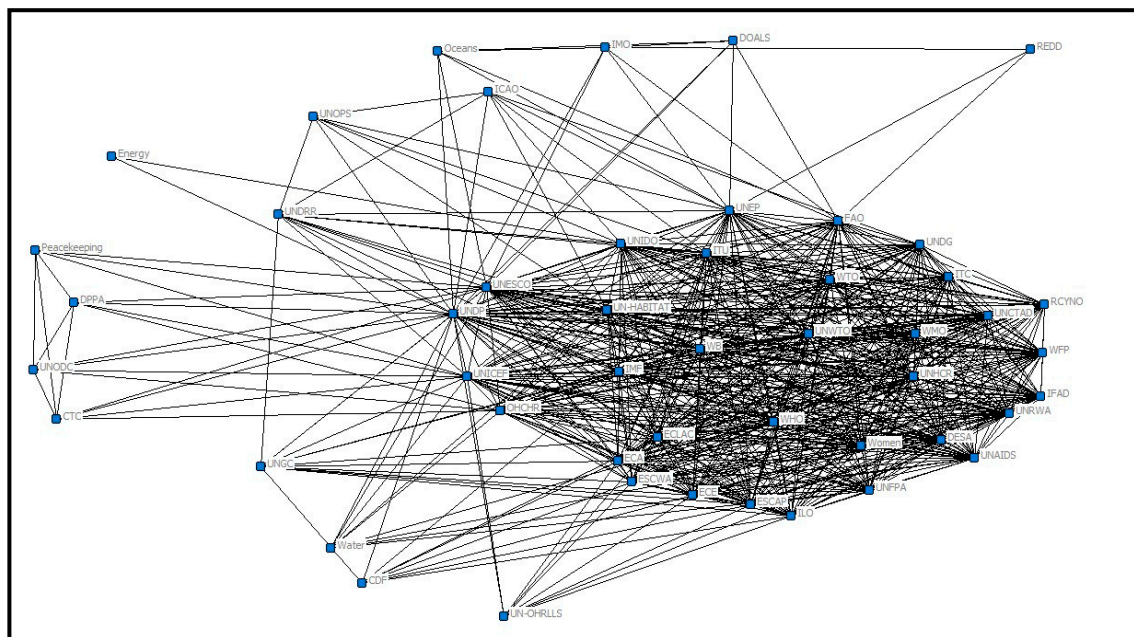 DOALS
IMO
REDD
Oceans
ICAO
UNOPS
Energy
UNEP
UNDRR
FAO
UNIDO
UNDG
Peacekeeping
ITU
ITC
WTO
UNESCO
DPPA
RCYNO
UN-HABITAT
UNDP
UNCTAD
UNWTO
WMO
WB
WFP
UNODC
IMF
UNICEF
UNHCR
IFAD
OHCHR
UNRWA
CTC
WHO
ECLAC
DESA
Women
UNAIDS
ECA
UNGC
ESCWA
UNFPA
ECE
ESCAP
ILO
Water
CDF
UN-OHRLLS